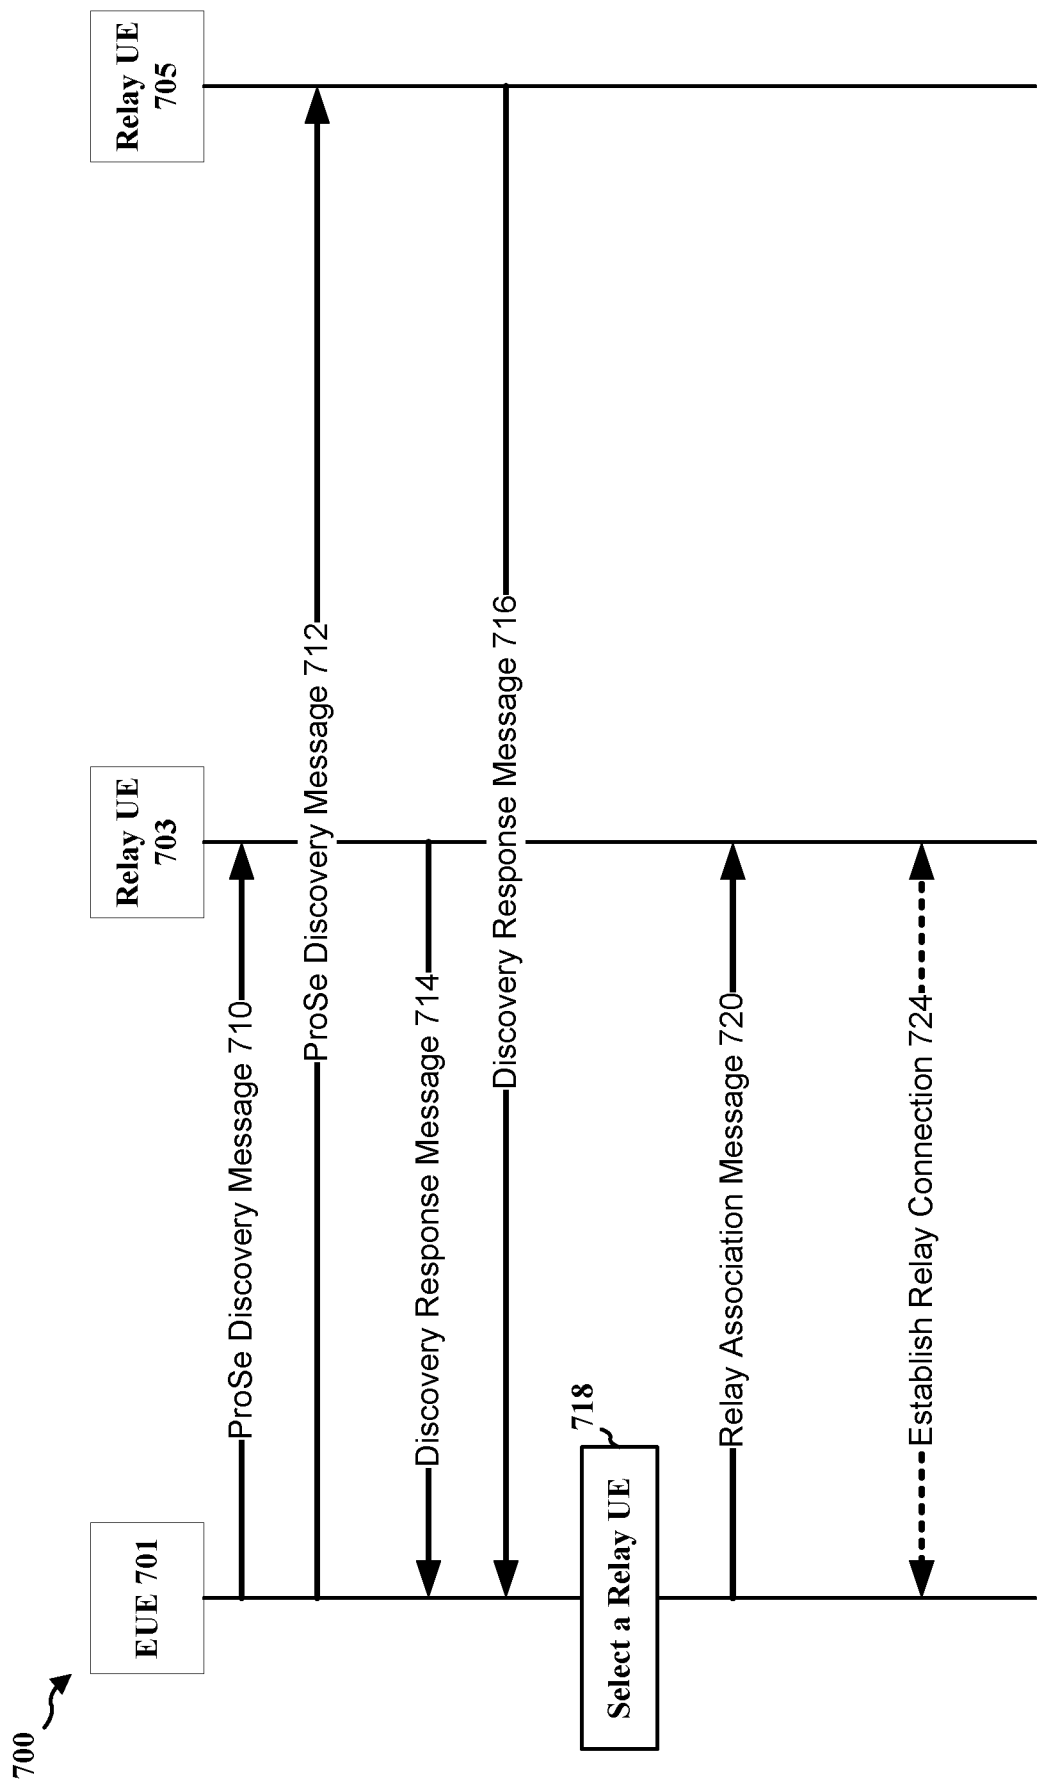 700
EUE 701
Relay UE
703
Relay UE
705
ProSe Discovery Message 710
ProSe Discovery Message 712
Discovery Response Message 714
Discovery Response Message 716
718
Select a Relay UE
Relay Association Message 720
Establish Relay Connection 724